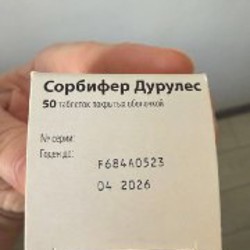 Сорбифер Дурулес
50 таблеток покрытых оболочкой
№ серии:
Годен до:
F684A0523
04 2026